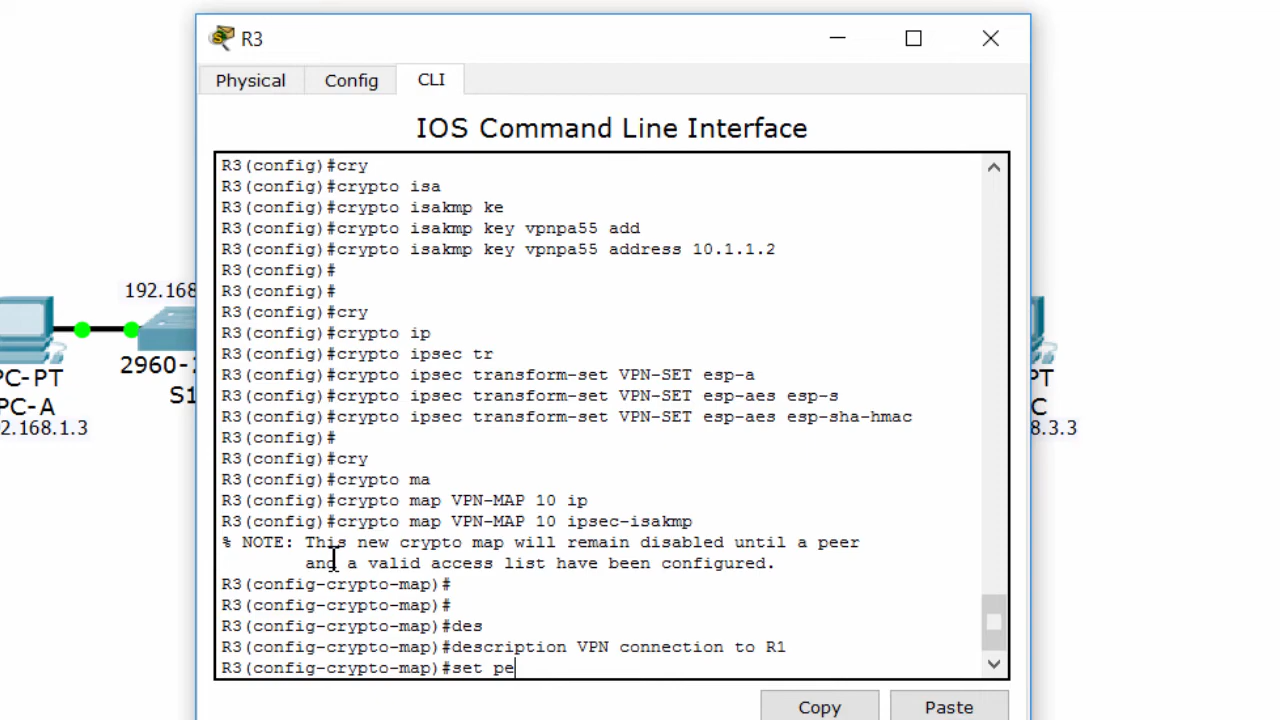 R3
Physical
Config
CLI
IOS Command Line Interface
R3(config)#cry
R3(config)#crypto isa
R3(config)#crypto isakmp ke
R3(config)#crypto isakmp key vpnpa55 add
R3(config)#crypto isakmp key vpnpa55 address 10.1.1.2
R3(config)#
R3(config)#
R3(config)#cry
R3(config)#crypto ip
R3(config)#crypto ipsec tr
R3(config)#crypto ipsec transform-set VPN-SET esp-a
R3(config)#crypto ipsec transform-set VPN-SET esp-aes esp-s
R3(config)#crypto ipsec transform-set VPN-SET esp-aes esp-sha-hmac
R3(config)#
R3(config)#cry
R3(config)#crypto ma
R3(config)#crypto map VPN-MAP 10 ip
R3(config)#crypto map VPN-MAP 10 ipsec-isakmp
% NOTE: This new crypto map will remain disabled until a peer
and a valid access list have been configured.
R3(config-crypto-map)#
R3(config-crypto-map)#
R3(config-crypto-map)#des
R3(config-crypto-map)#description VPN connection to R1
R3(config-crypto-map)#set pe
Copy
Paste
192.168
2960-
S1
PC-PT
PC-A
2.168.1.3
PT
C
8.3.3